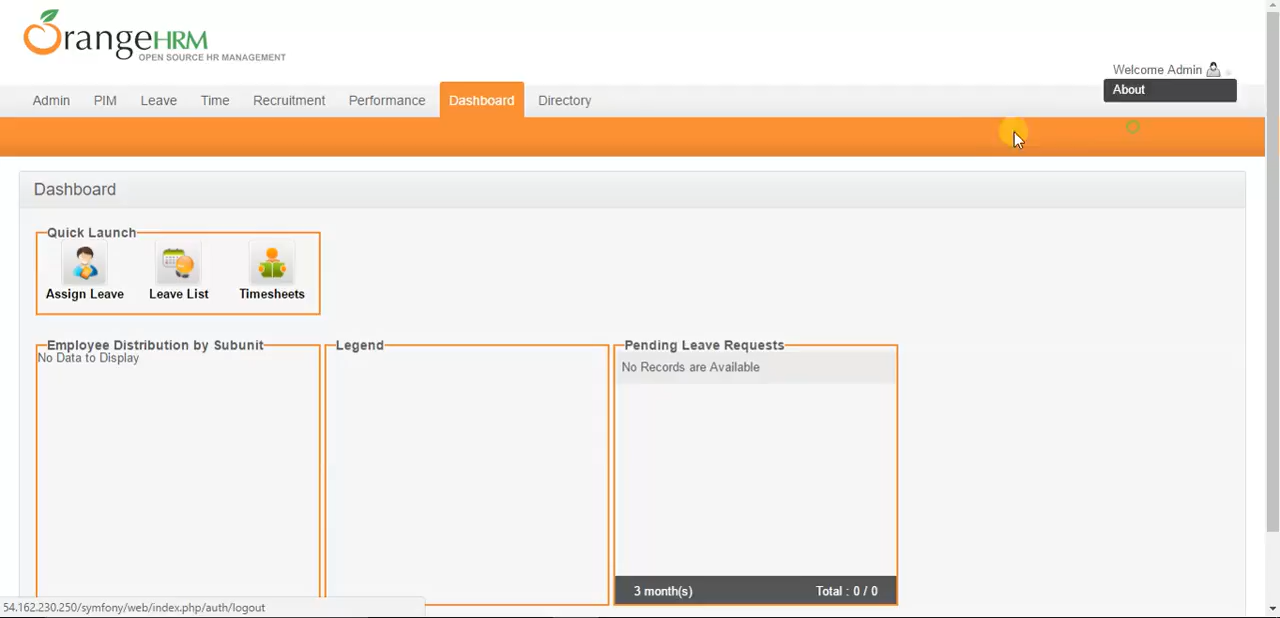 OrangeHRM
OPEN SOURCE HR MANAGEMENT
Welcome Admin
About
Admin PIM Leave Time Recruitment Performance Dashboard Directory
Dashboard
Quick Launch
Assign Leave Leave List Timesheets
Employee Distribution by Subunit Legend Pending Leave Requests
No Data to Display
No Records are Available
3 month(s) Total : 0 / 0
54.162.230.250/symfony/web/index.php/auth/logout